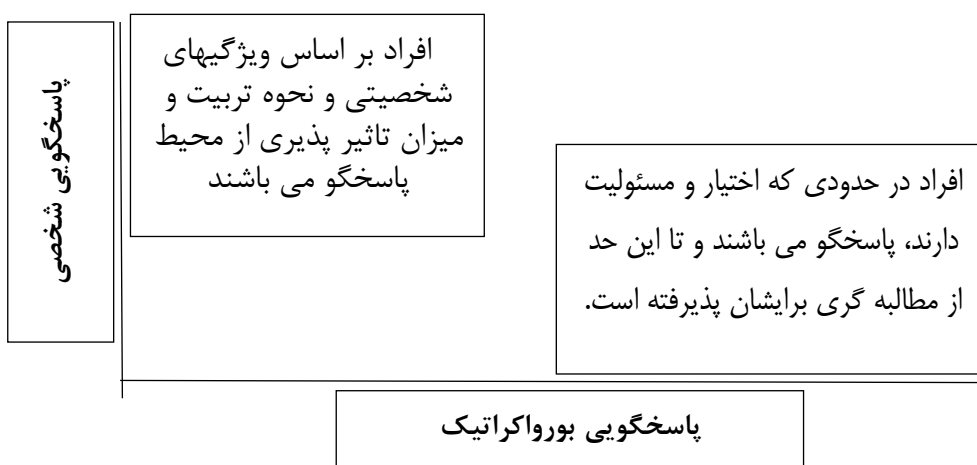 افراد بر اساس ویژگیهای
شخصیتی و نحوه تربیت و
میزان تاثیر پذیری از محیط
پاسخگو می باشند
پاسخگویی شخصی
افراد در حدودی که اختیار و مسئولیت
دارند، پاسخگو می باشند و تا این حد
از مطالبه گری برایشان پذیرفته است.
پاسخگویی بورواکراتیک